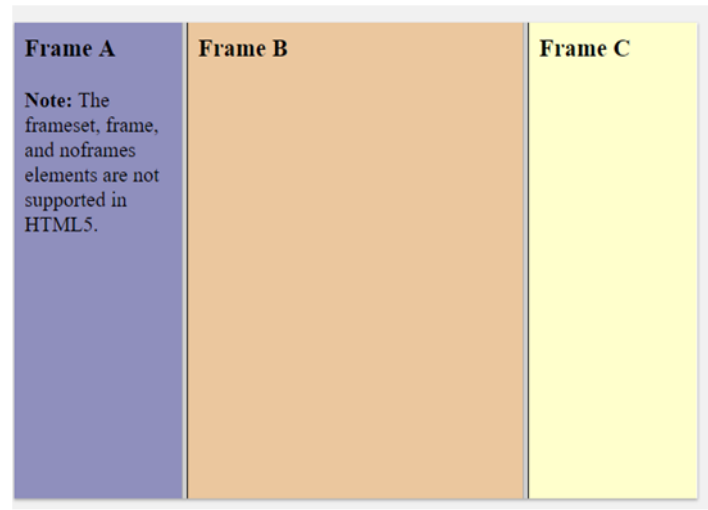 Frame A
Note: The
frameset, frame,
and noframes
elements are not
supported in
HTML5.
Frame B
Frame C